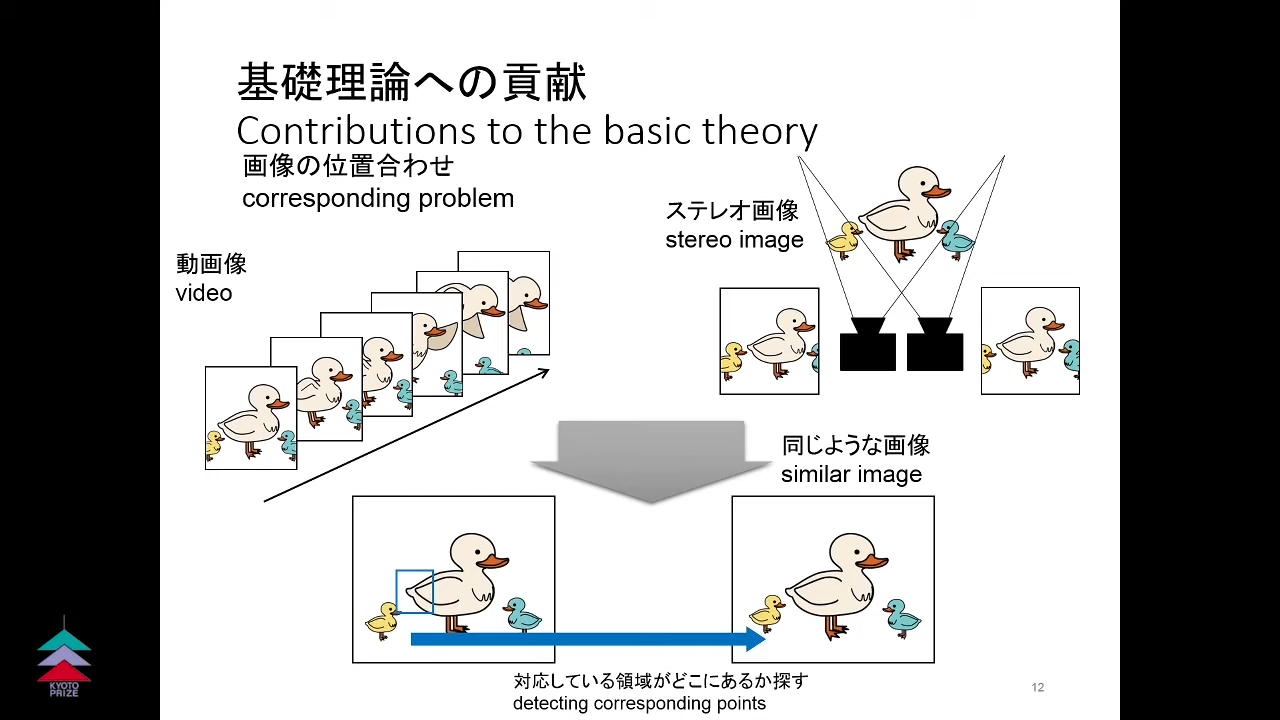 基礎理論への貢献
Contributions to the basic theory
画像の位置合わせ
corresponding problem
ステレオ画像
stereo image
動画像
video
同じような画像
similar image
対応している領域がどこにあるか探す
detecting corresponding points
12
KYOTO
PRIZE